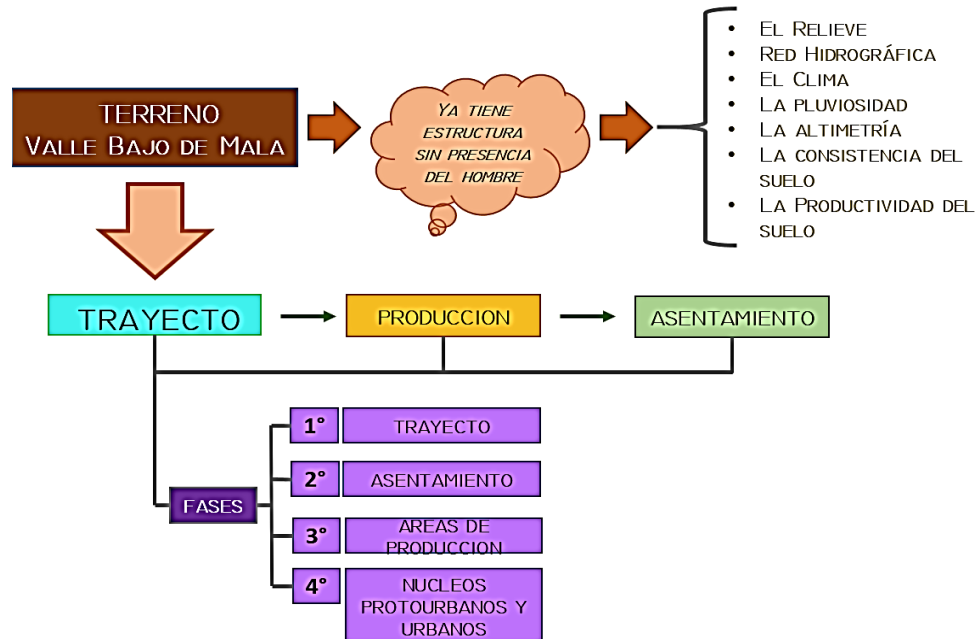 TERRENO
VALLE BAJO DE MALA
YA TIENE
ESTRUCTURA
SIN PRESENCIA
DEL HOMBRE
• EL RELIEVE
• RED HIDROGRÁFICA
• EL CLIMA
• LA PLUVIOSIDAD
• LA ALTIMETRÍA
• LA CONSISTENCIA DEL
SUELO
• LA PRODUCTIVIDAD DEL
SUELO
TRAYECTO
PRODUCCION
ASENTAMIENTO
FASES
1° TRAYECTO
2° ASENTAMIENTO
3° AREAS DE
PRODUCCION
4° NUCLEOS
PROTOURBANOS Y
URBANOS